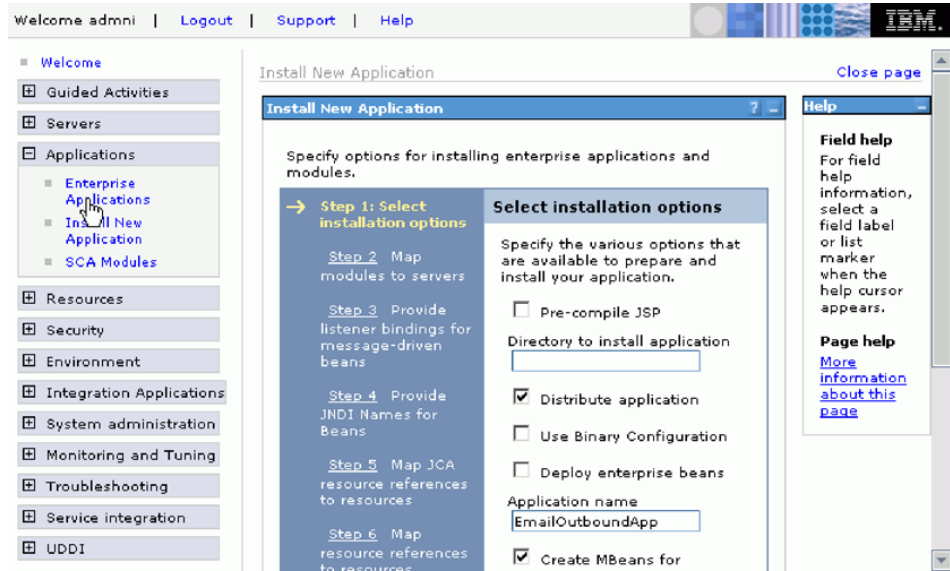 Welcome admni | Logout | Support | Help
IBM.
Welcome
Guided Activities
Servers
Applications
Enterprise
Applications
Install New
Application
SCA Modules
Resources
Security
Environment
Integration Applications
System administration
Monitoring and Tuning
Troubleshooting
Service integration
UDDI
Install New Application
Close page
Install New Application ? -
Specify options for installing enterprise applications and
modules.
Step 1: Select
installation options
Step 2 Map
modules to servers
Step 3 Provide
listener bindings for
message-driven
beans
Step 4 Provide
JNDI Names for
Beans
Step 5 Map JCA
resource references
to resources
Step 6 Map
resource references
to resources
Select installation options
Specify the various options that
are available to prepare and
install your application.
Pre-compile JSP
Directory to install application
Distribute application
Use Binary Configuration
Deploy enterprise beans
Application name
EmailOutboundApp
Create MBeans for
Help -
Field help
For field
help
information,
select a
field label
or list
marker
when the
help cursor
appears.
Page help
More
information
about this
page